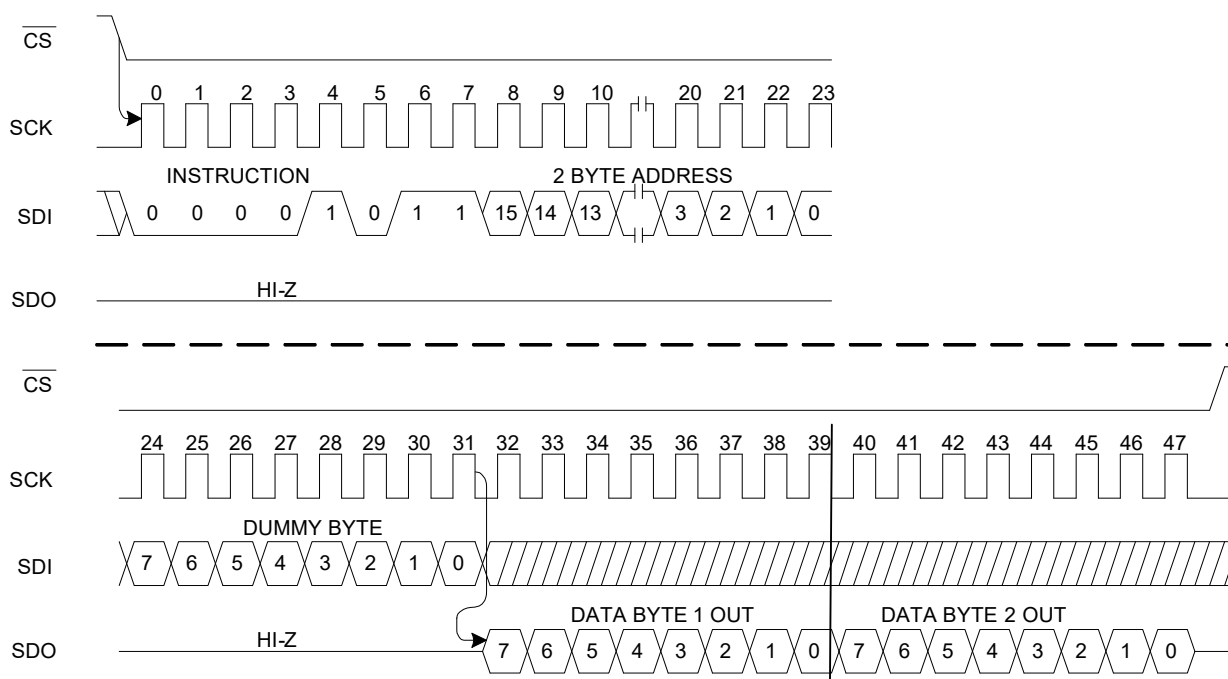 CS
0 1 2 3 4 5 6 7 8 9 10 20 21 22 23
SCK
INSTRUCTION 2 BYTE ADDRESS
SDI 0 0 0 0 1 0 1 1 15 14 13 3 2 1 0
HI-Z
SDO
CS
24 25 26 27 28 29 30 31 32 33 34 35 36 37 38 39 40 41 42 43 44 45 46 47
SCK
DUMMY BYTE
SDI 7 6 5 4 3 2 1 0
DATA BYTE 1 OUT DATA BYTE 2 OUT
HI-Z
SDO 7 6 5 4 3 2 1 0 7 6 5 4 3 2 1 0